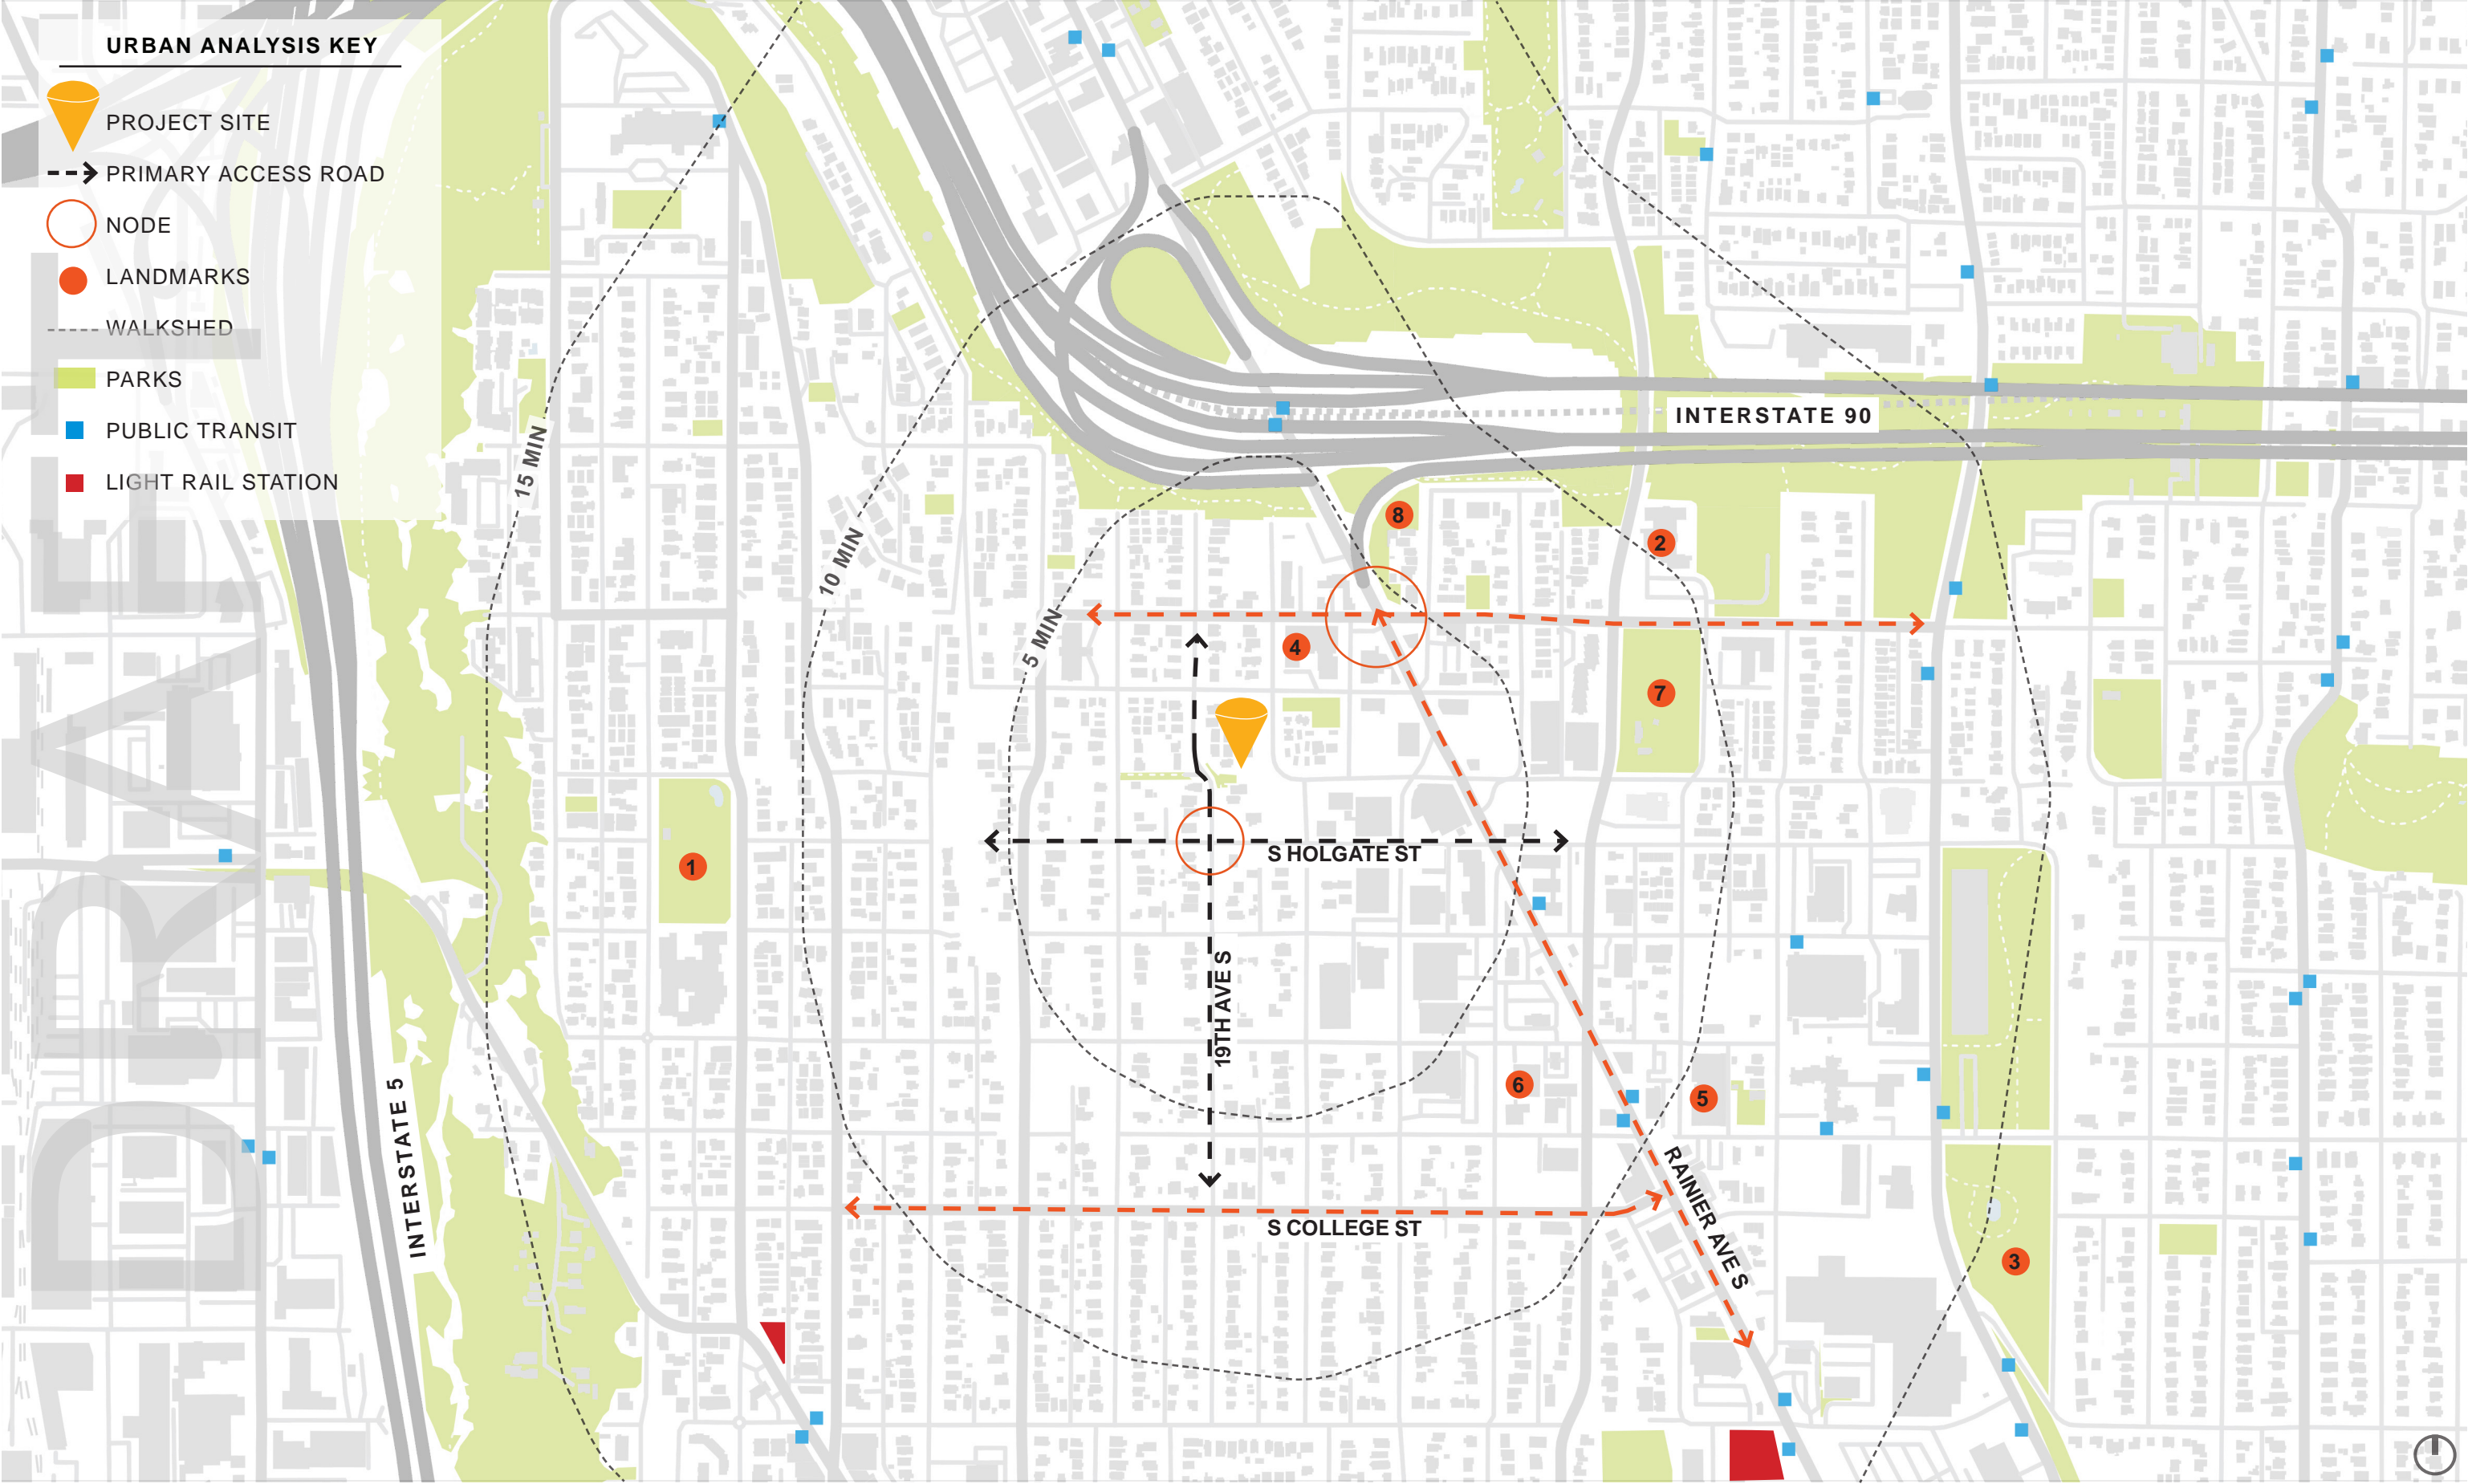 URBAN ANALYSIS KEY
PROJECT SITE
PRIMARY ACCESS ROAD
NODE
LANDMARKS
WALKSHED
PARKS
PUBLIC TRANSIT
LIGHT RAIL STATION
DRAFT
INTERSTATE 90
15 MIN
10 MIN
5 MIN
8
2
4
7
1
S HOLGATE ST
19TH AVE S
6
5
INTERSTATE 5
RAINIER AVE S
S COLLEGE ST
3